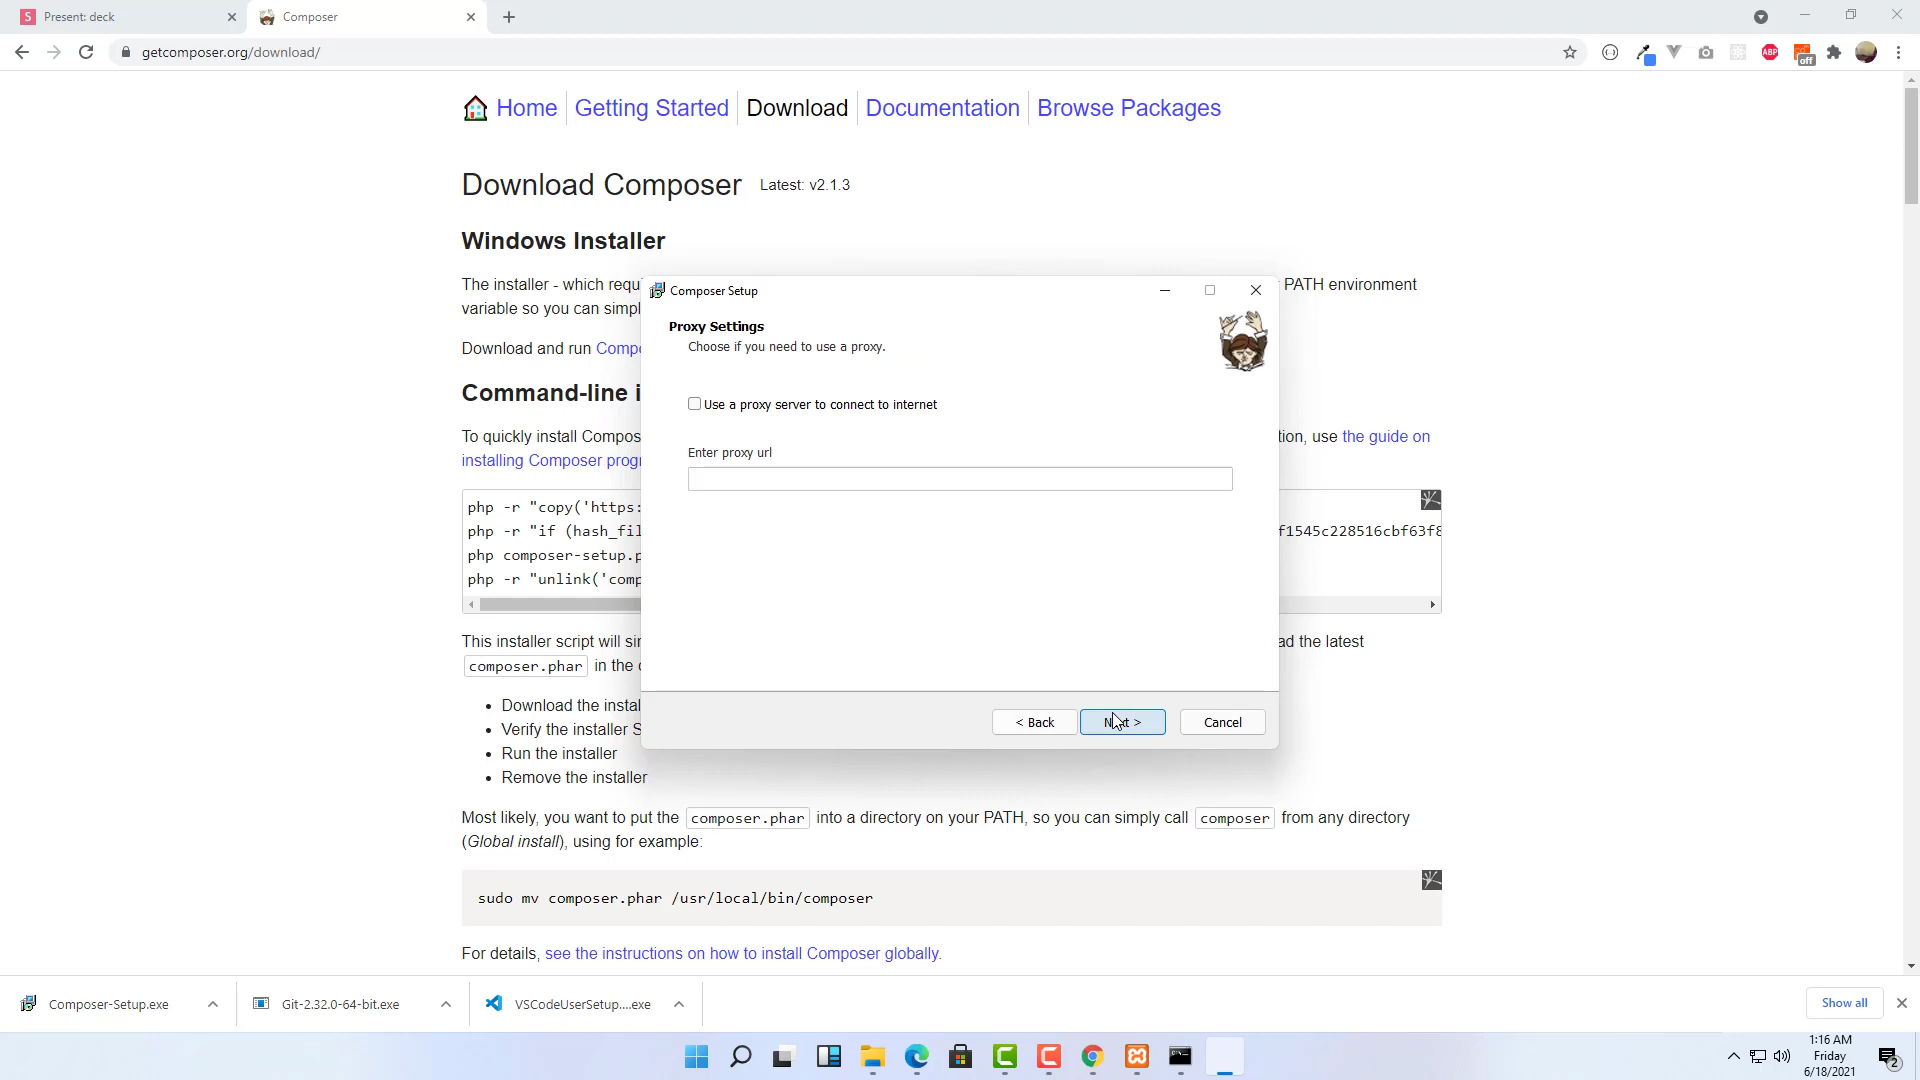 Present: deck
Composer
getcomposer.org/download/
ABP
off
Home
Getting Started
Download
Documentation
Browse Packages
Download Composer Latest: v2.1.3
Windows Installer
The installer - which requ
PATH environment
variable so you can simpl
Download and run Compo
Command-line i
To quickly install Compos
tion, use the guide on
installing Composer progr
php -r "copy('https:
php -r "if (hash_fil
f1545c228516cbf63f8
php composer-setup.p
php -r "unlink('comp
This installer script will sim
ad the latest
composer.phar in the c
Download the instal
Verify the installer S
Run the installer
Remove the installer
Composer Setup
Proxy Settings
Choose if you need to use a proxy.
Use a proxy server to connect to internet
Enter proxy url
< Back
Next >
Cancel
Most likely, you want to put the composer.phar into a directory on your PATH, so you can simply call composer from any directory
(Global install), using for example:
sudo mv composer.phar /usr/local/bin/composer
For details, see the instructions on how to install Composer globally.
Composer-Setup.exe
Git-2.32.0-64-bit.exe
VSCodeUserSetup....exe
Show all
1:16 AM
Friday
6/18/2021
2